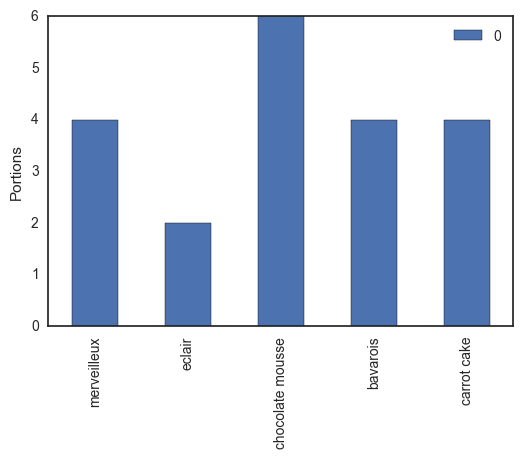 6
0
5
4
3
2
1
0
Portions
merveilleux
eclair
chocolate mousse
bavarois
carrot cake